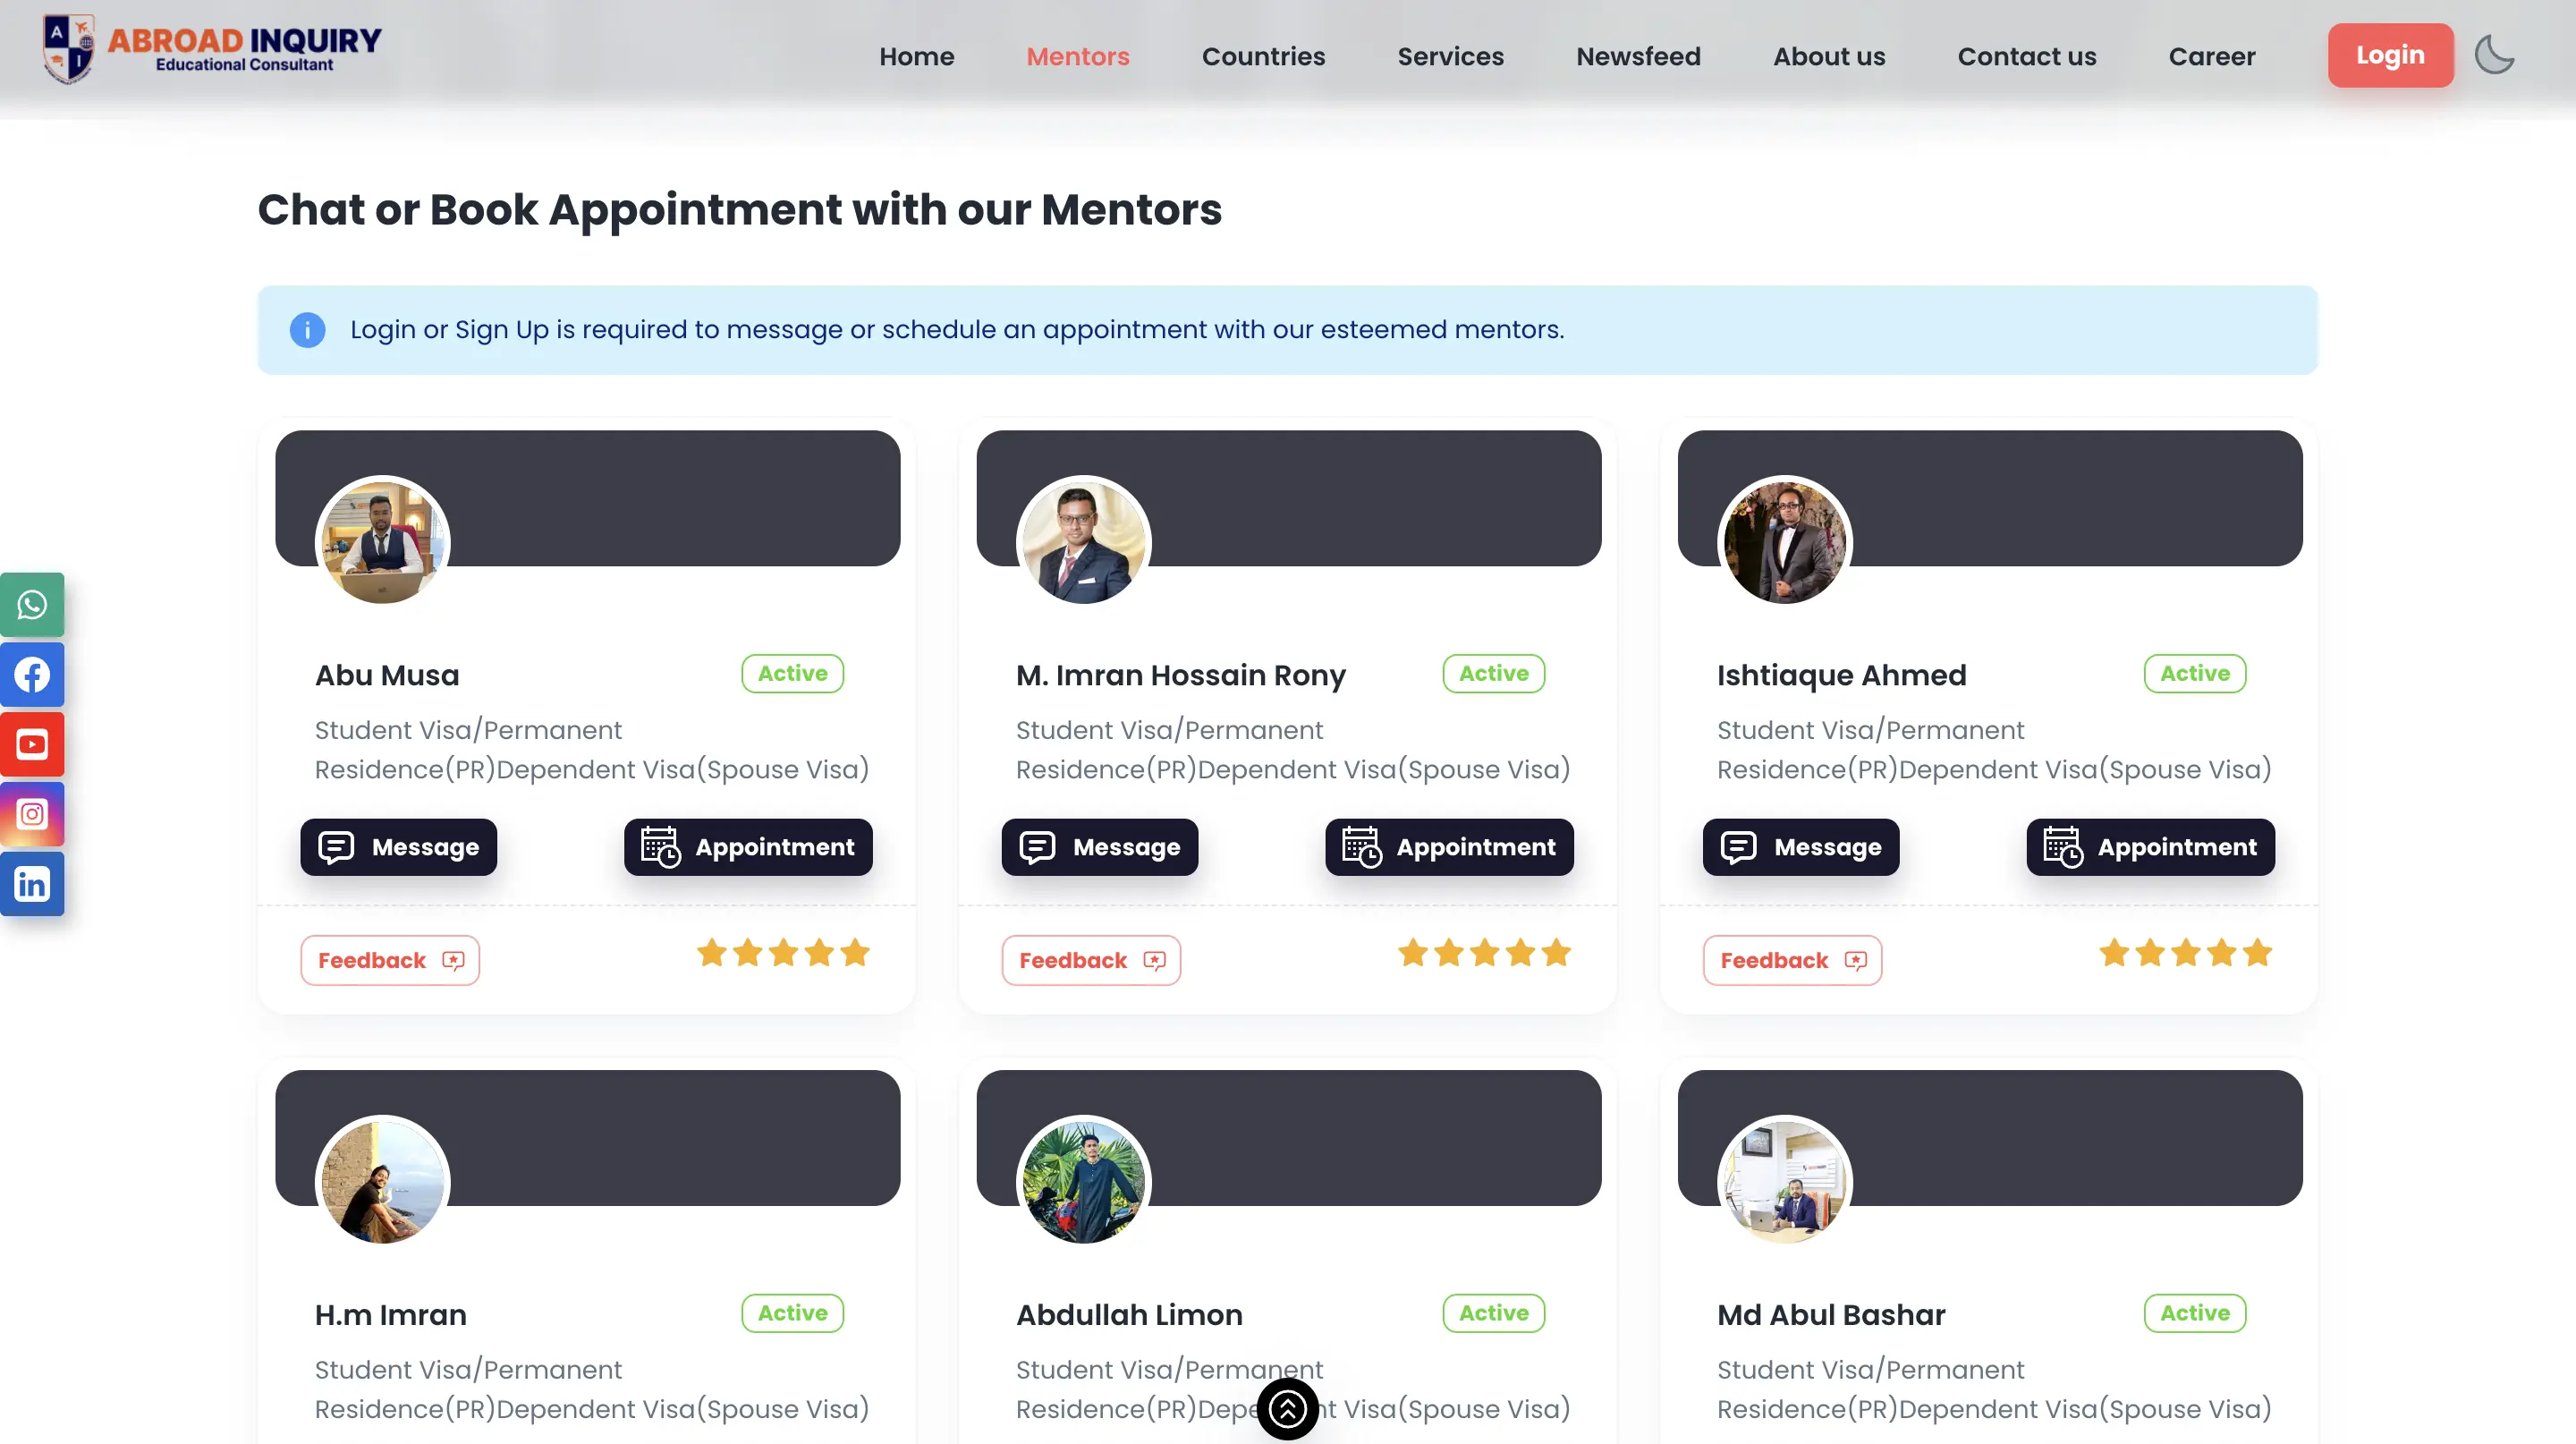 ABROAD INQUIRY
Educational Consultant
Home
Mentors
Countries
Services
Newsfeed
About us
Contact us
Career
Login
Chat or Book Appointment with our Mentors
Login or Sign Up is required to message or schedule an appointment with our esteemed mentors.
Abu Musa
Active
Student Visa/Permanent
Residence(PR)Dependent Visa(Spouse Visa)
Message
Appointment
Feedback
M. Imran Hossain Rony
Active
Student Visa/Permanent
Residence(PR)Dependent Visa(Spouse Visa)
Message
Appointment
Feedback
Ishtiaque Ahmed
Active
Student Visa/Permanent
Residence(PR)Dependent Visa(Spouse Visa)
Message
Appointment
Feedback
H.m Imran
Active
Student Visa/Permanent
Residence(PR)Dependent Visa(Spouse Visa)
Abdullah Limon
Active
Student Visa/Permanent
Residence(PR)Depe nt Visa(Spouse Visa)
Md Abul Bashar
Active
Student Visa/Permanent
Residence(PR)Dependent Visa(Spouse Visa)